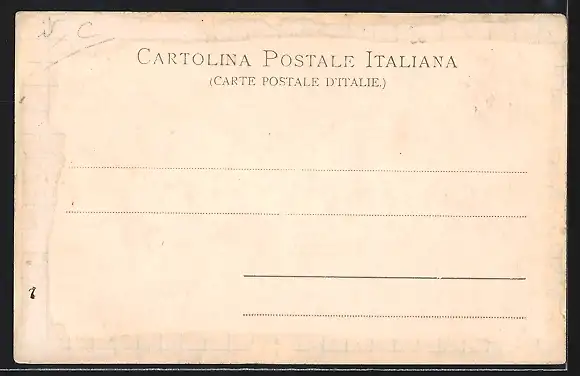 CARTOLINA POSTALE ITALIANA
(CARTE POSTALE D'ITALIE.)